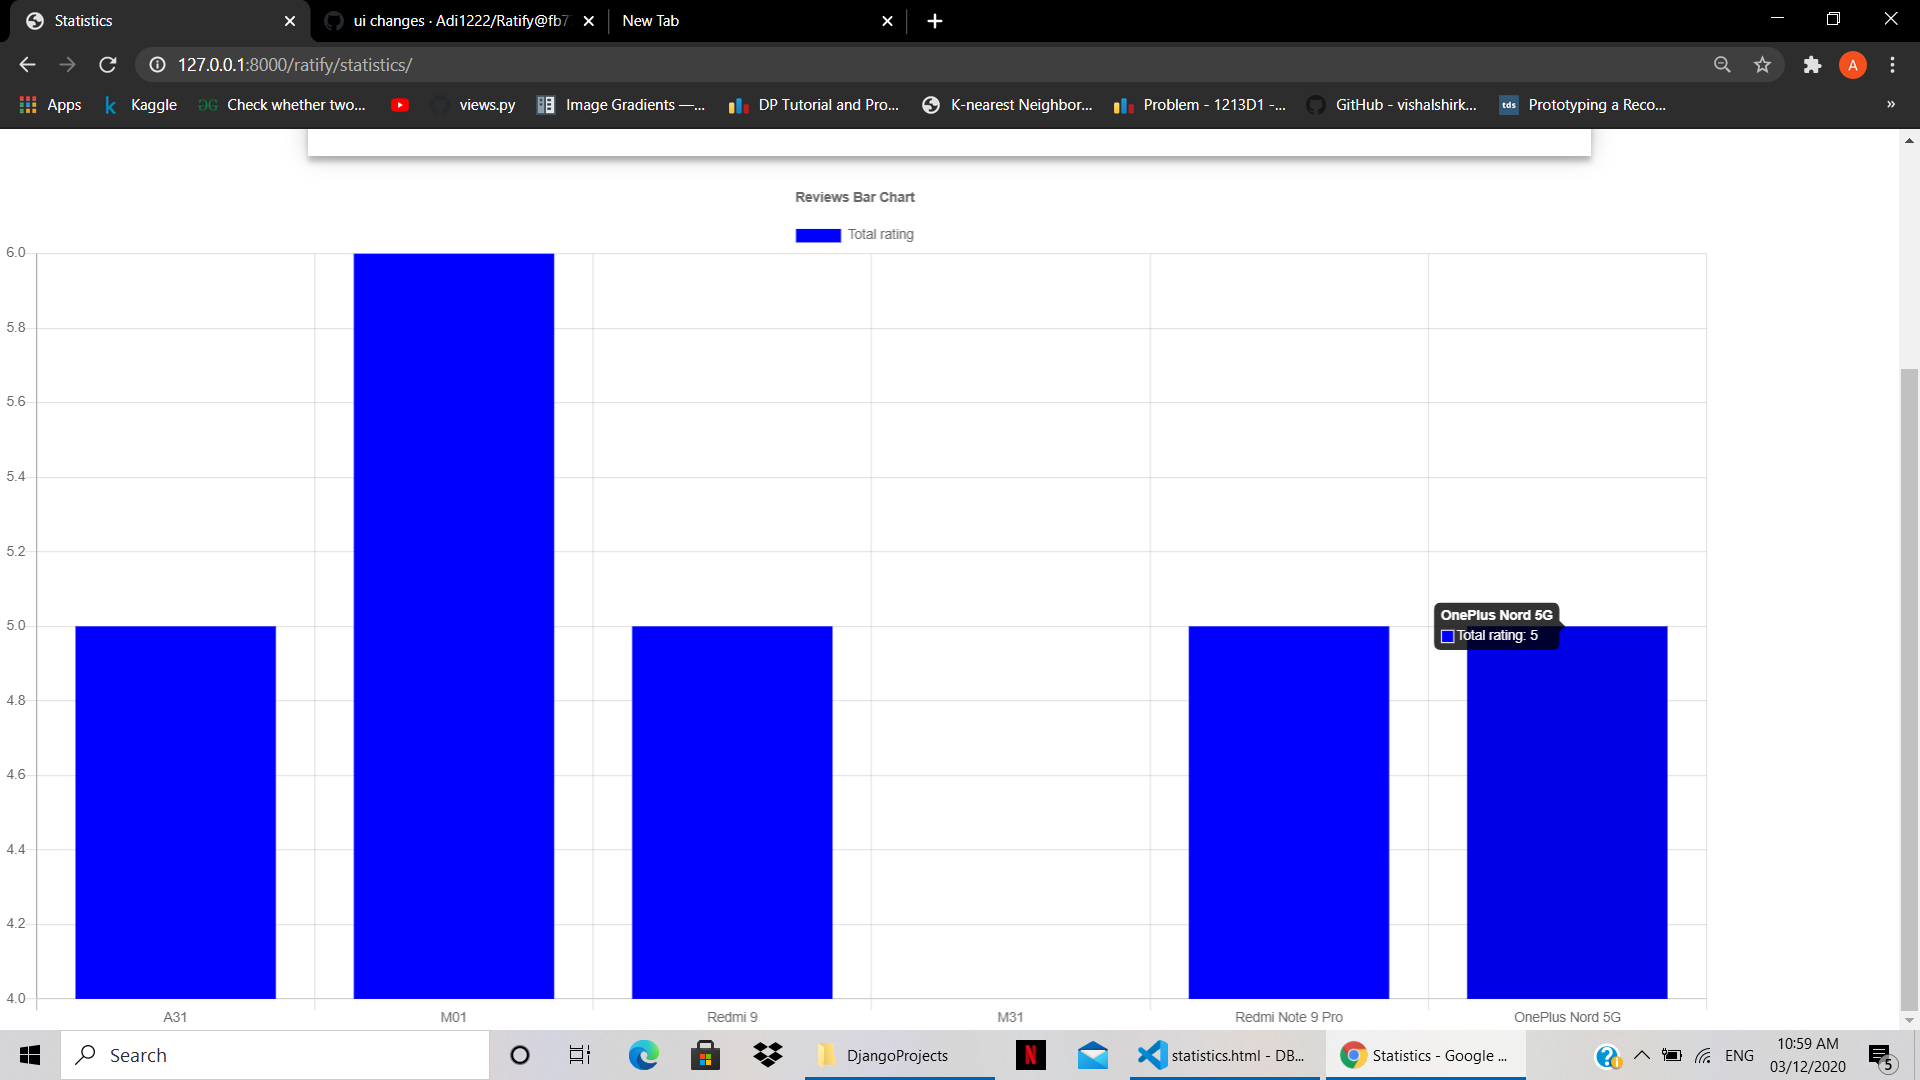 Statistics
ui changes · Adi1222/Ratify@fb7
New Tab
127.0.0.1:8000/ratify/statistics/
A
Apps
k Kaggle
Check whether two...
views.py
Image Gradients —...
DP Tutorial and Pro...
K-nearest Neighbor...
Problem - 1213D1 -...
GitHub - vishalshirk...
tds Prototyping a Reco...
»
Reviews Bar Chart
Total rating
6.0
5.8
5.6
5.4
5.2
5.0
4.8
4.6
4.4
4.2
4.0
OnePlus Nord 5G
Total rating: 5
A31
M01
Redmi 9
M31
Redmi Note 9 Pro
OnePlus Nord 5G
Search
DjangoProjects
N
statistics.html - DB...
Statistics - Google ...
ENG
10:59 AM
03/12/2020
5